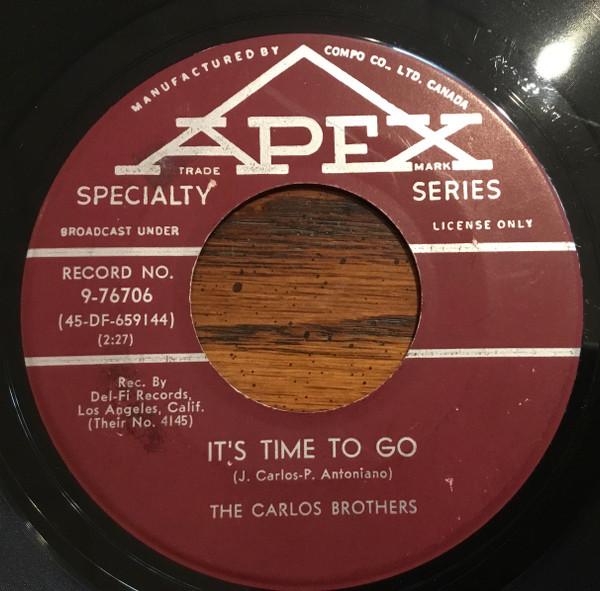 MANUFACTURED BY COMPO CO., LTD. CANADA
APEX
TRADE MARK
SPECIALTY SERIES
BROADCAST UNDER LICENSE ONLY
RECORD NO.
9-76706
(45-DF-659144)
(2:27)
Rec. By
Del-Fi Records,
Los Angeles, Calif.
(Their No. 4145)
IT'S TIME TO GO
(J. Carlos-P. Antoniano)
THE CARLOS BROTHERS